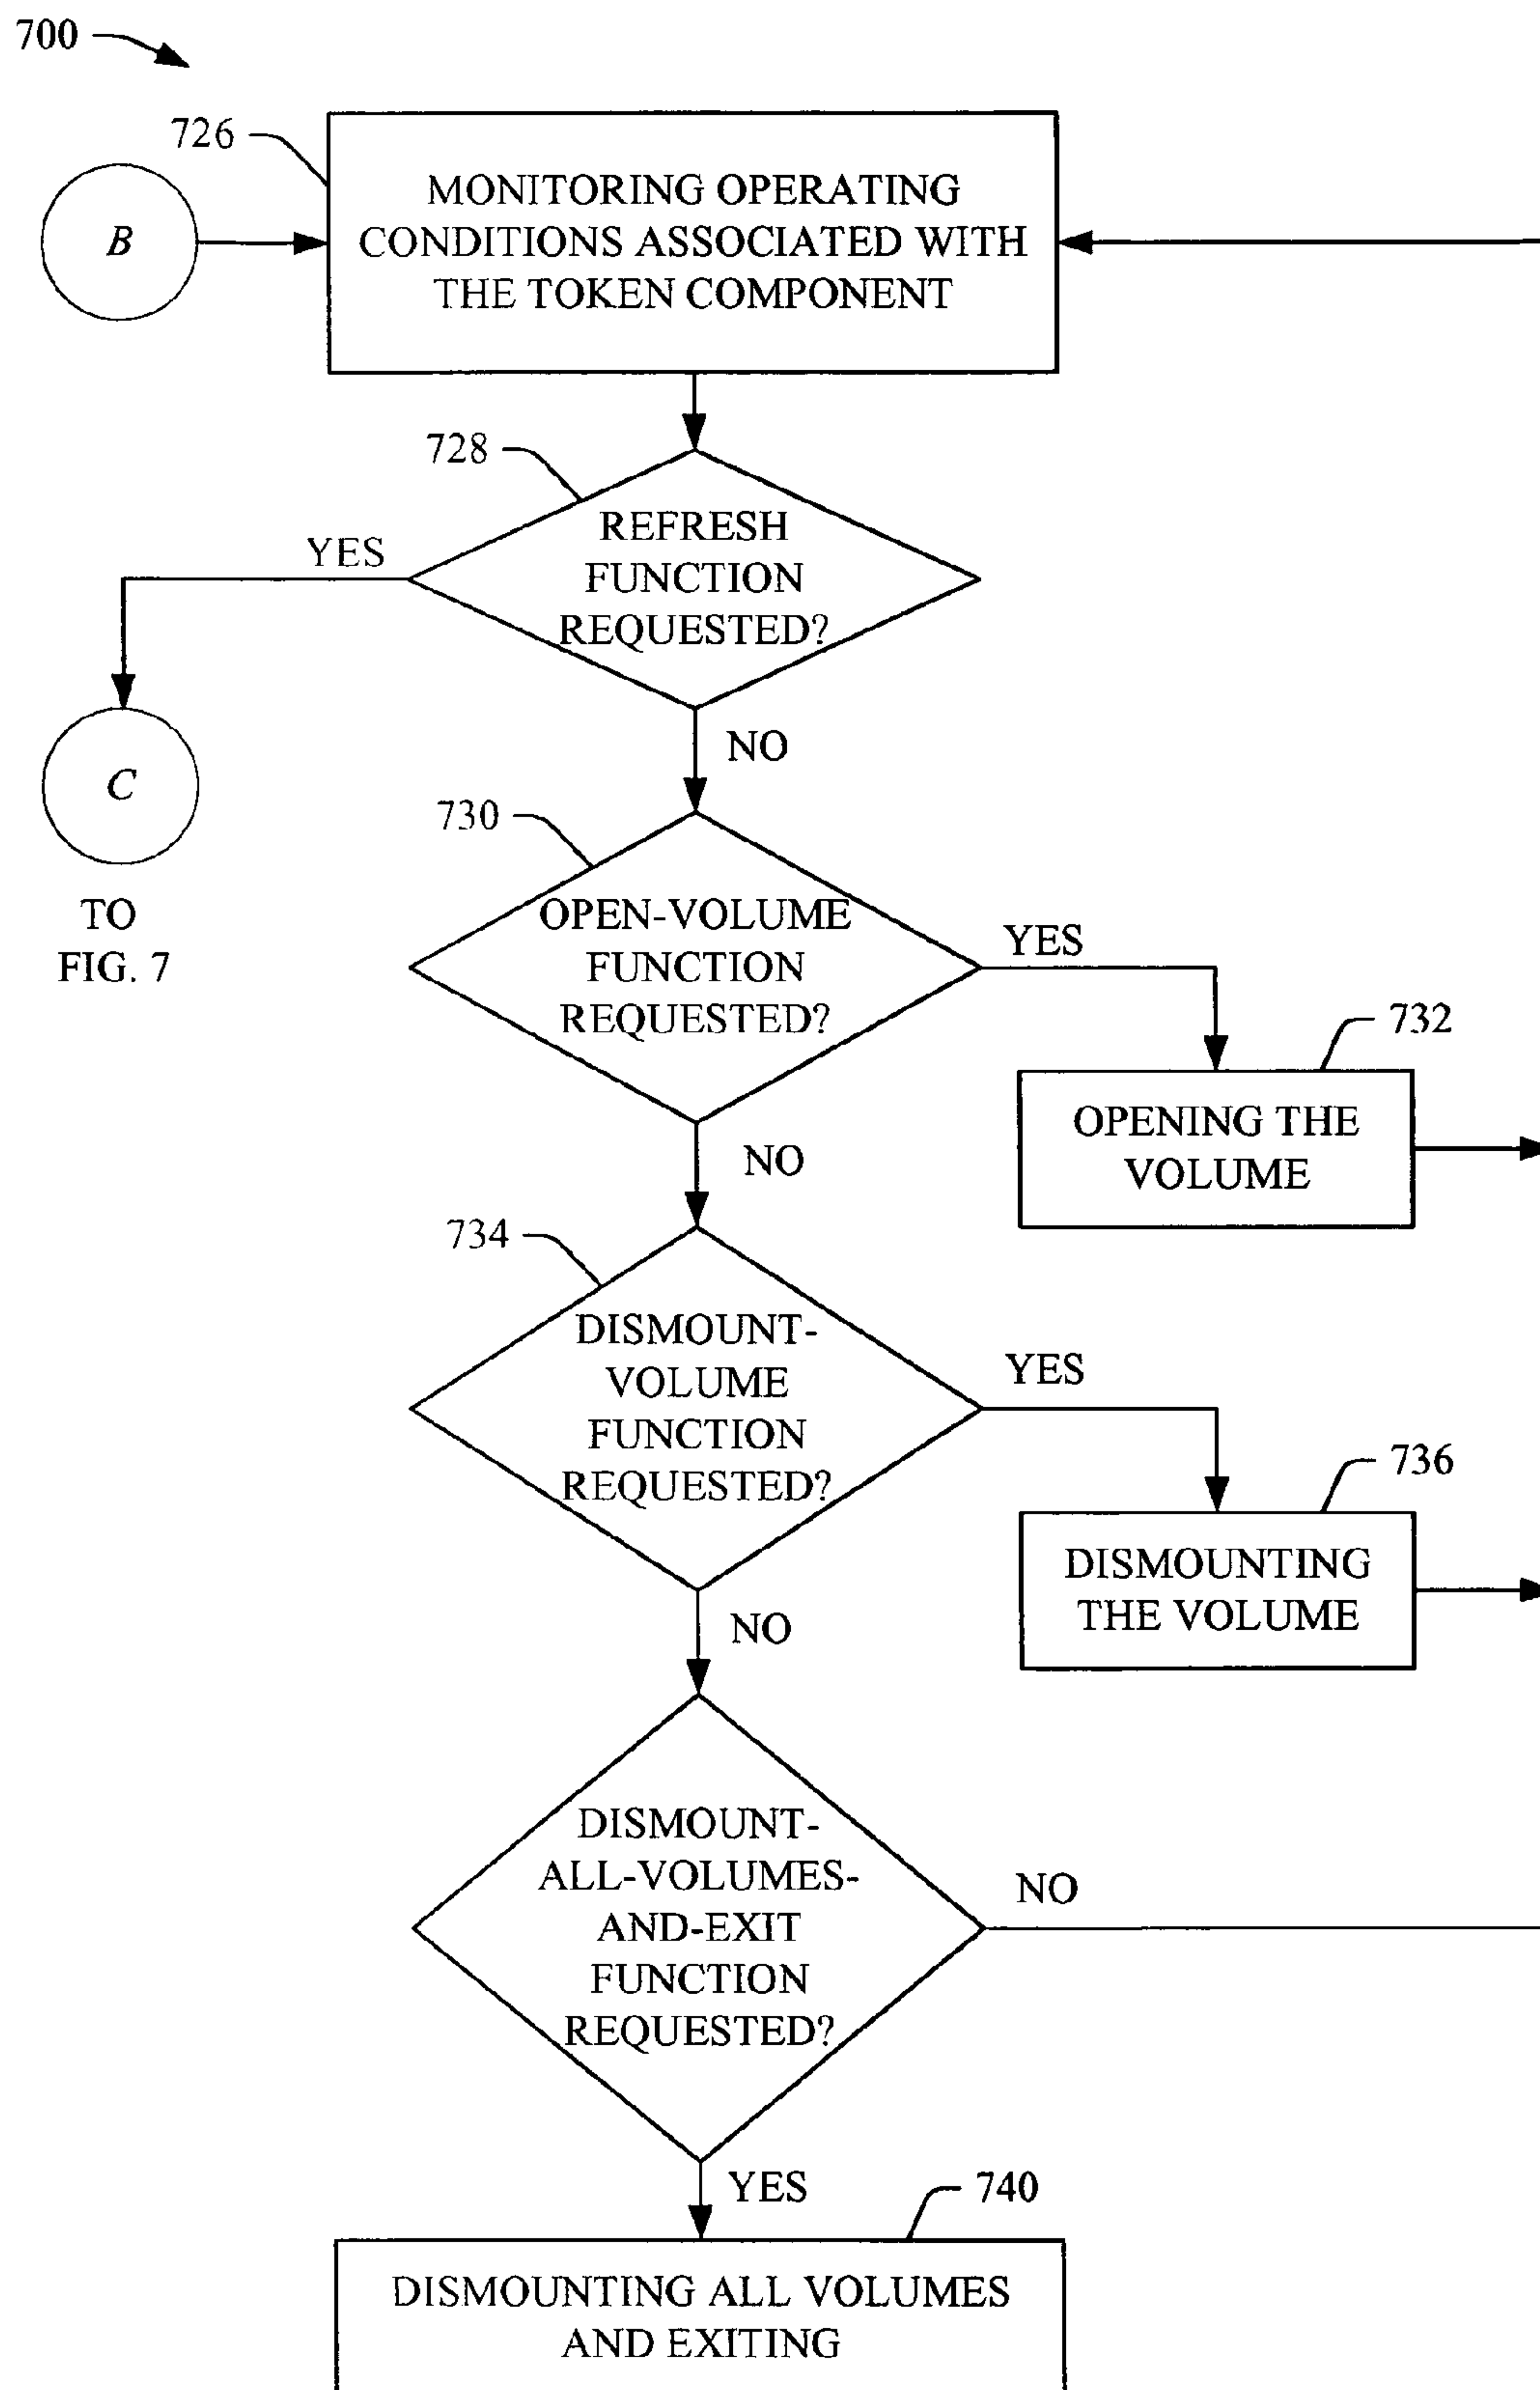 700
726
B
MONITORING OPERATING
CONDITIONS ASSOCIATED WITH
THE TOKEN COMPONENT
728
YES
REFRESH
FUNCTION
REQUESTED?
C
TO
FIG. 7
NO
730
OPEN-VOLUME
FUNCTION
REQUESTED?
YES
732
OPENING THE
VOLUME
NO
734
DISMOUNT-
VOLUME
FUNCTION
REQUESTED?
YES
736
DISMOUNTING
THE VOLUME
NO
DISMOUNT-
ALL-VOLUMES-
AND-EXIT
FUNCTION
REQUESTED?
NO
YES
740
DISMOUNTING ALL VOLUMES
AND EXITING